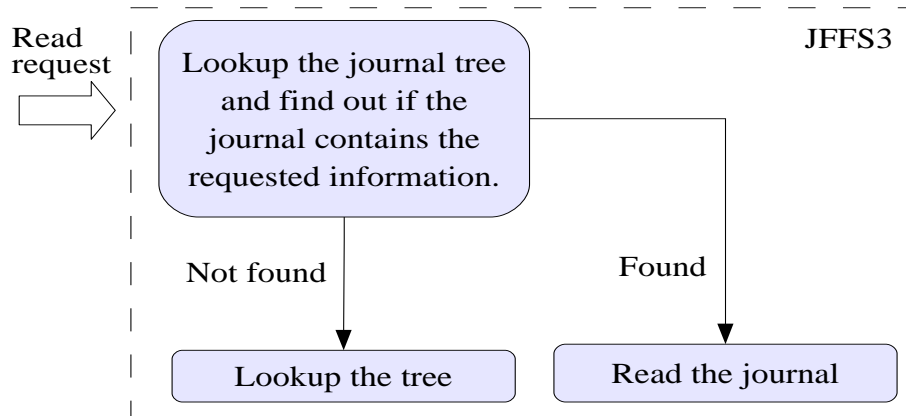 Read
request
JFFS3
Lookup the journal tree
and find out if the
journal contains the
requested information.
Not found
Found
Lookup the tree
Read the journal